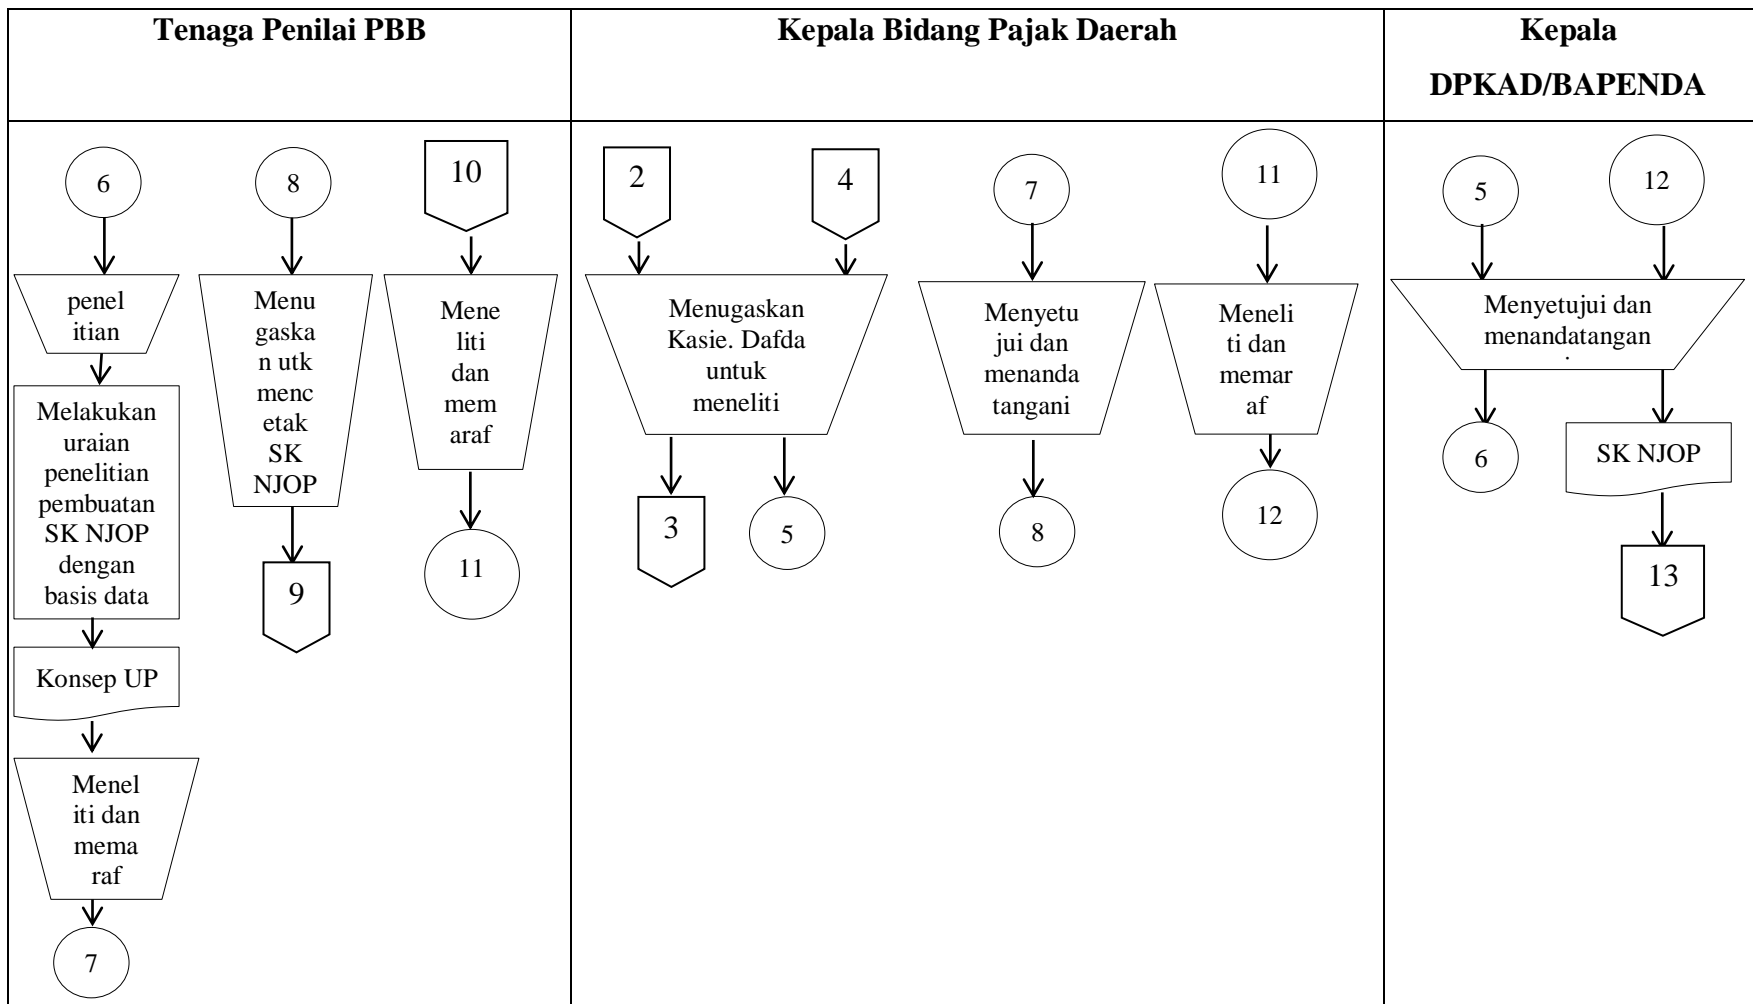 Tenaga Penilai PBB
Kepala Bidang Pajak Daerah
Kepala
DPKAD/BAPENDA
6
penel
itian
Melakukan
uraian
penelitian
pembuatan
SK NJOP
dengan
basis data
Konsep UP
Menel
iti dan
mema
raf
7
8
Menu
gaska
n utk
menc
etak
SK
NJOP
9
10
Mene
liti
dan
mem
araf
11
2
4
Menugaskan
Kasie. Dafda
untuk
meneliti
3
5
7
Menyetu
jui dan
menanda
tangani
8
11
Meneli
ti dan
memar
af
12
5
12
Menyetujui dan
menandatangan
6
SK NJOP
13